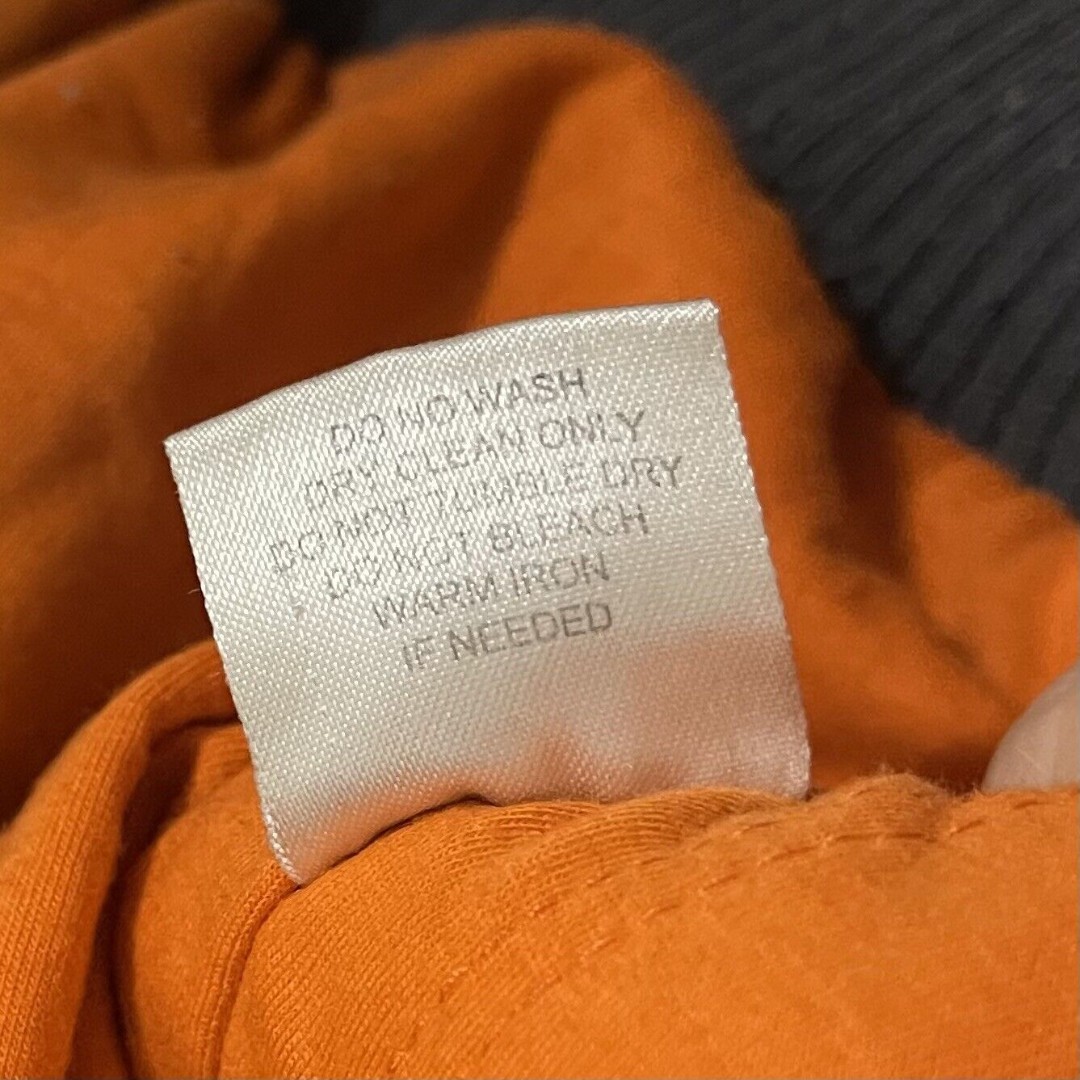 DO NO WASH
DRY CLEAN ONLY
DO NOT TUMBLE DRY
DO NOT BLEACH
WARM IRON
IF NEEDED